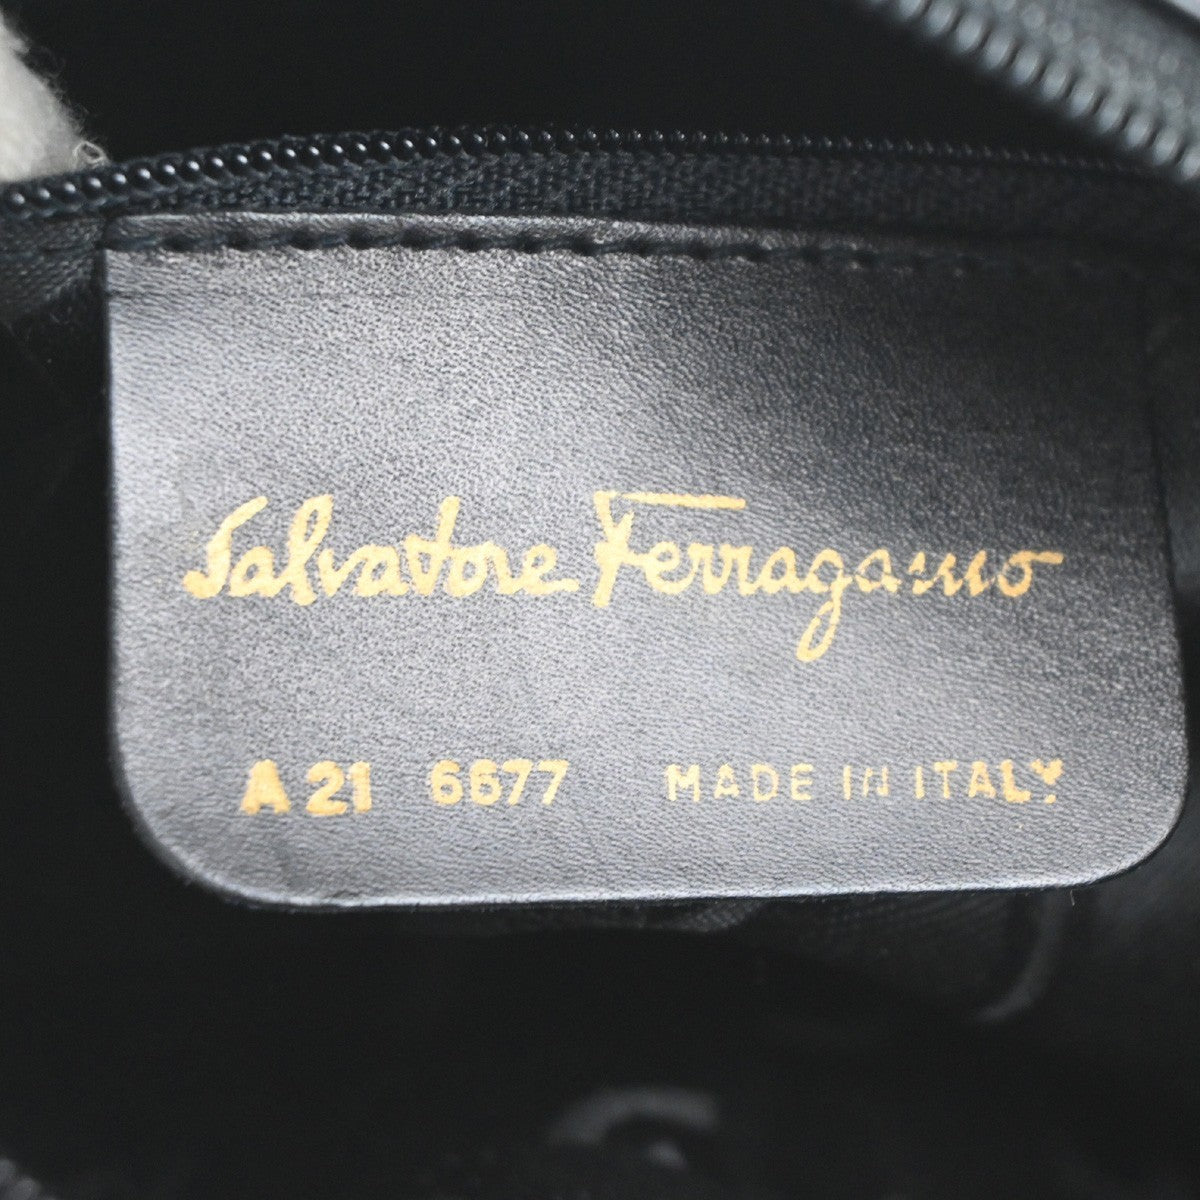 Salvatore Ferragamo
A21 6677 MADE IN ITALY